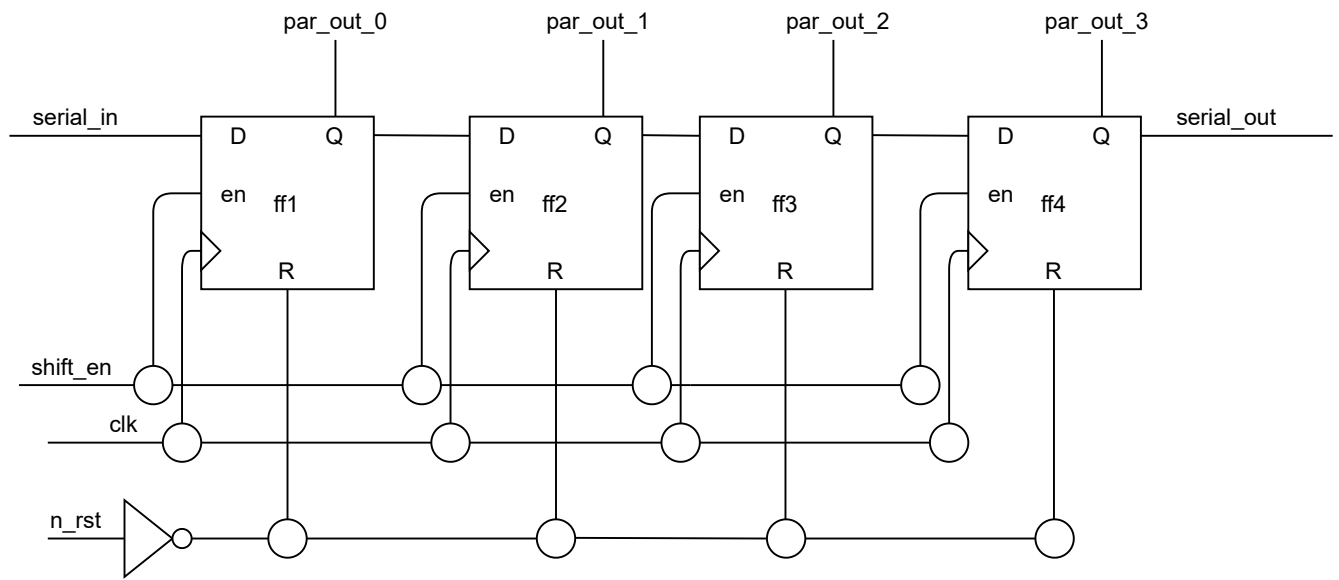 par_out_0 par_out_1 par_out_2 par_out_3
serial_in serial_out
D Q D Q D Q D Q
en en en en
ff1 ff2 ff3 ff4
R R R R
shift_en
clk
n_rst